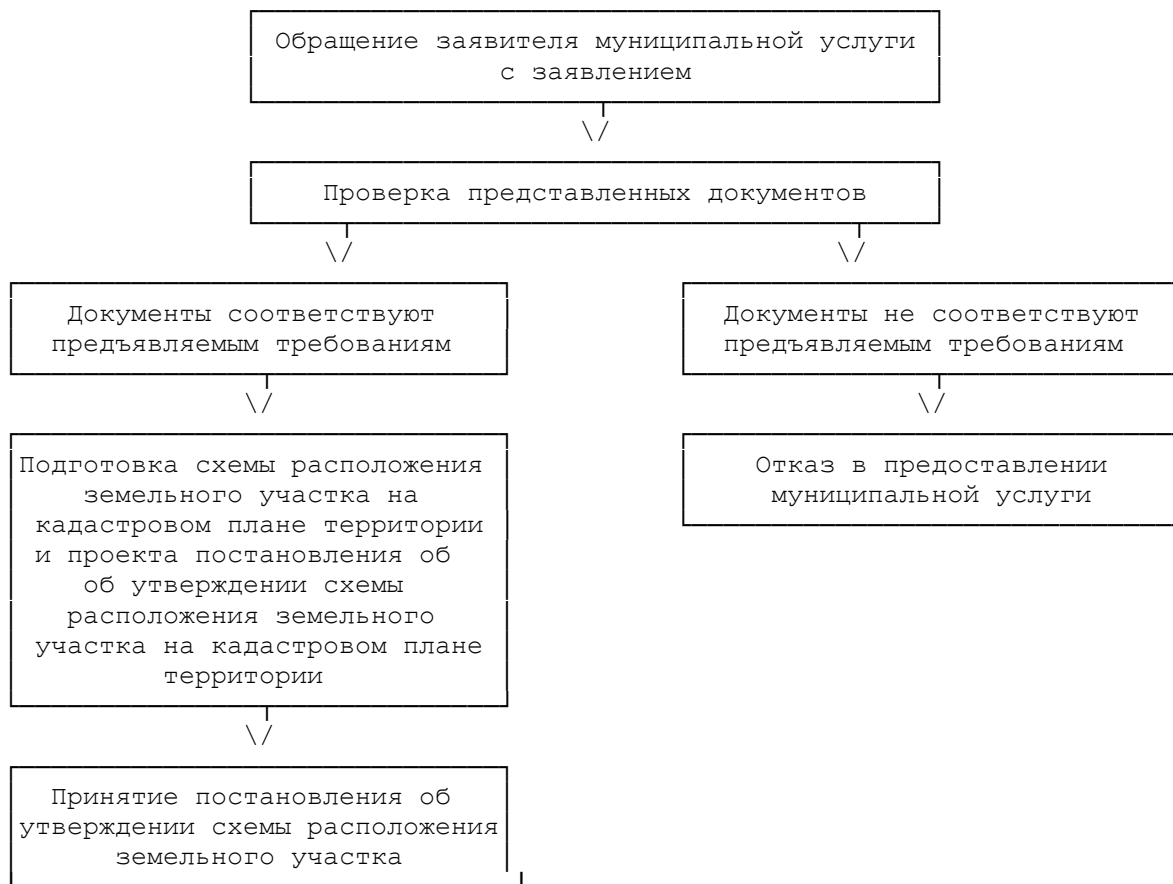 Обращение заявителя муниципальной услуги
с заявлением
Проверка представленных документов
Документы соответствуют
предъявляемым требованиям
Документы не соответствуют
предъявляемым требованиям
Подготовка схемы расположения
земельного участка на
кадастровом плане территории
и проекта постановления об
об утверждении схемы
расположения земельного
участка на кадастровом плане
территории
Отказ в предоставлении
муниципальной услуги
Принятие постановления об
утверждении схемы расположения
земельного участка